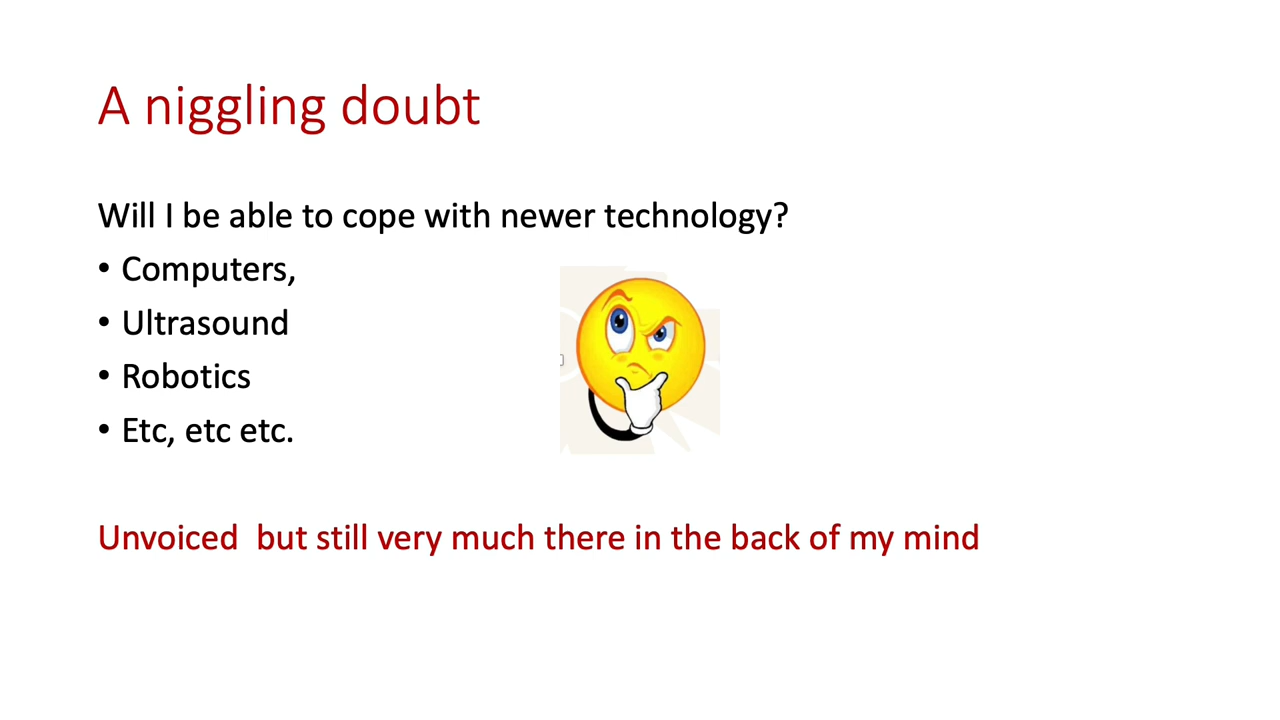 A niggling doubt
Will I be able to cope with newer technology?
• Computers,
• Ultrasound
• Robotics
• Etc, etc etc.
Unvoiced  but still very much there in the back of my mind